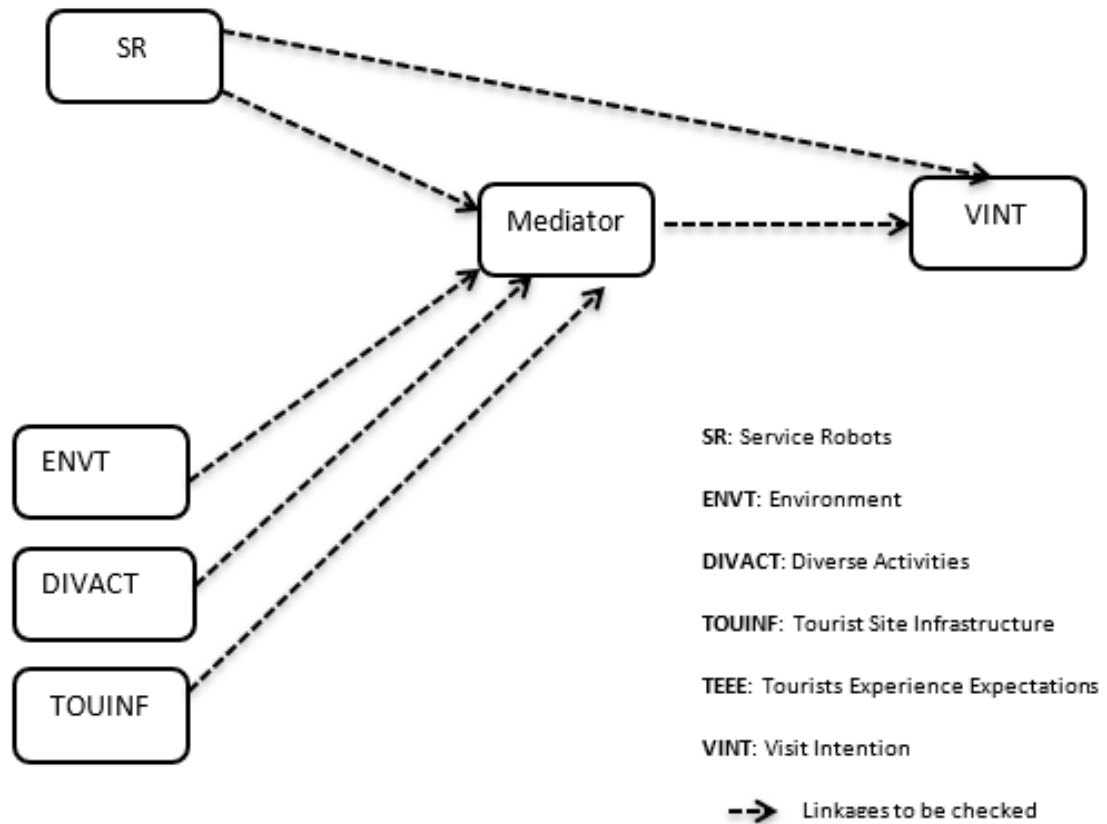 SR
Mediator
VINT
ENVT
DIVACT
TOUINF
SR: Service Robots
ENVT: Environment
DIVACT: Diverse Activities
TOUINF: Tourist Site Infrastructure
TEEE: Tourists Experience Expectations
VINT: Visit Intention
Linkages to be checked